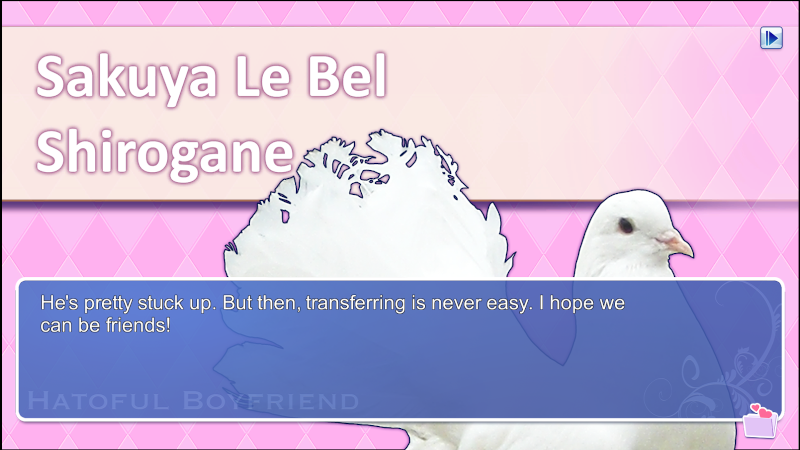 Sakuya Le Bel
Shirogane
He's pretty stuck up. But then, transferring is never easy. I hope we
can be friends!
Hatoful Boyfriend